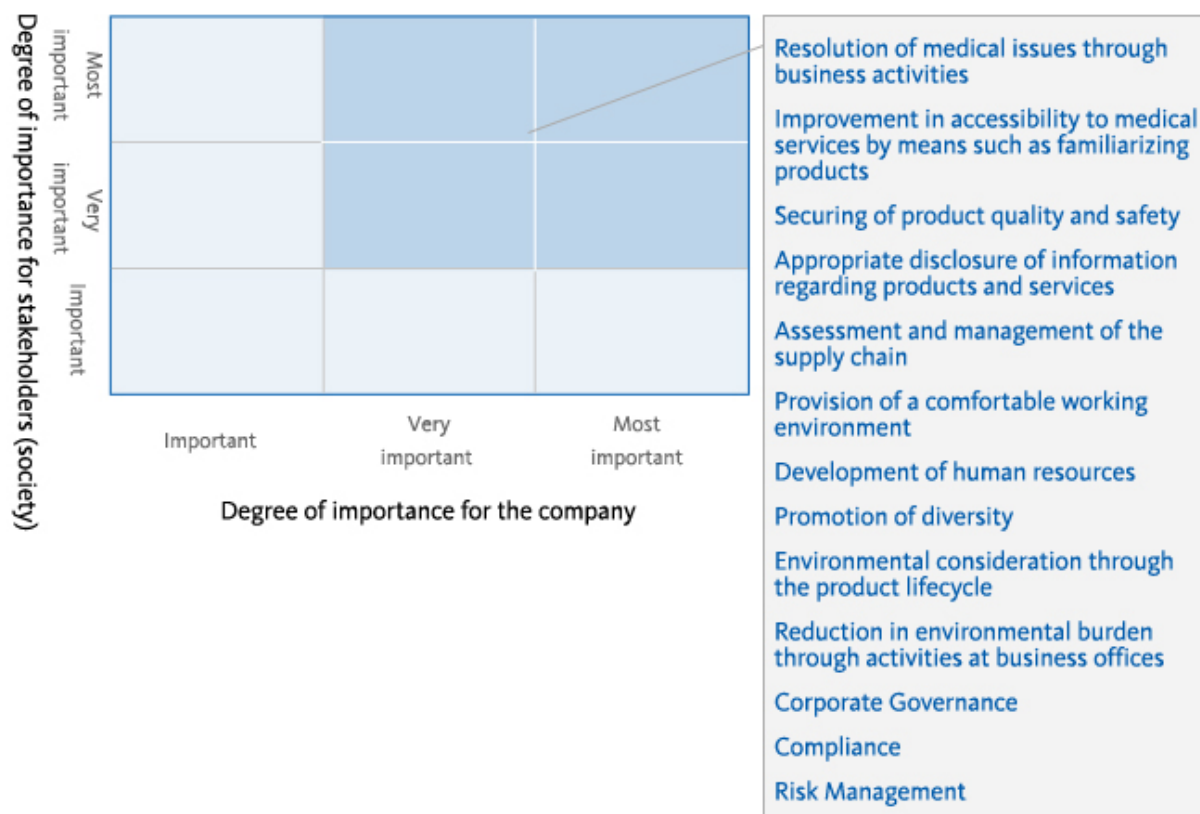 Degree of importance for stakeholders (society)
Most
important
Very
important
Important
Important
Very
important
Most
important
Degree of importance for the company
Resolution of medical issues through
business activities
Improvement in accessibility to medical
services by means such as familiarizing
products
Securing of product quality and safety
Appropriate disclosure of information
regarding products and services
Assessment and management of the
supply chain
Provision of a comfortable working
environment
Development of human resources
Promotion of diversity
Environmental consideration through
the product lifecycle
Reduction in environmental burden
through activities at business offices
Corporate Governance
Compliance
Risk Management